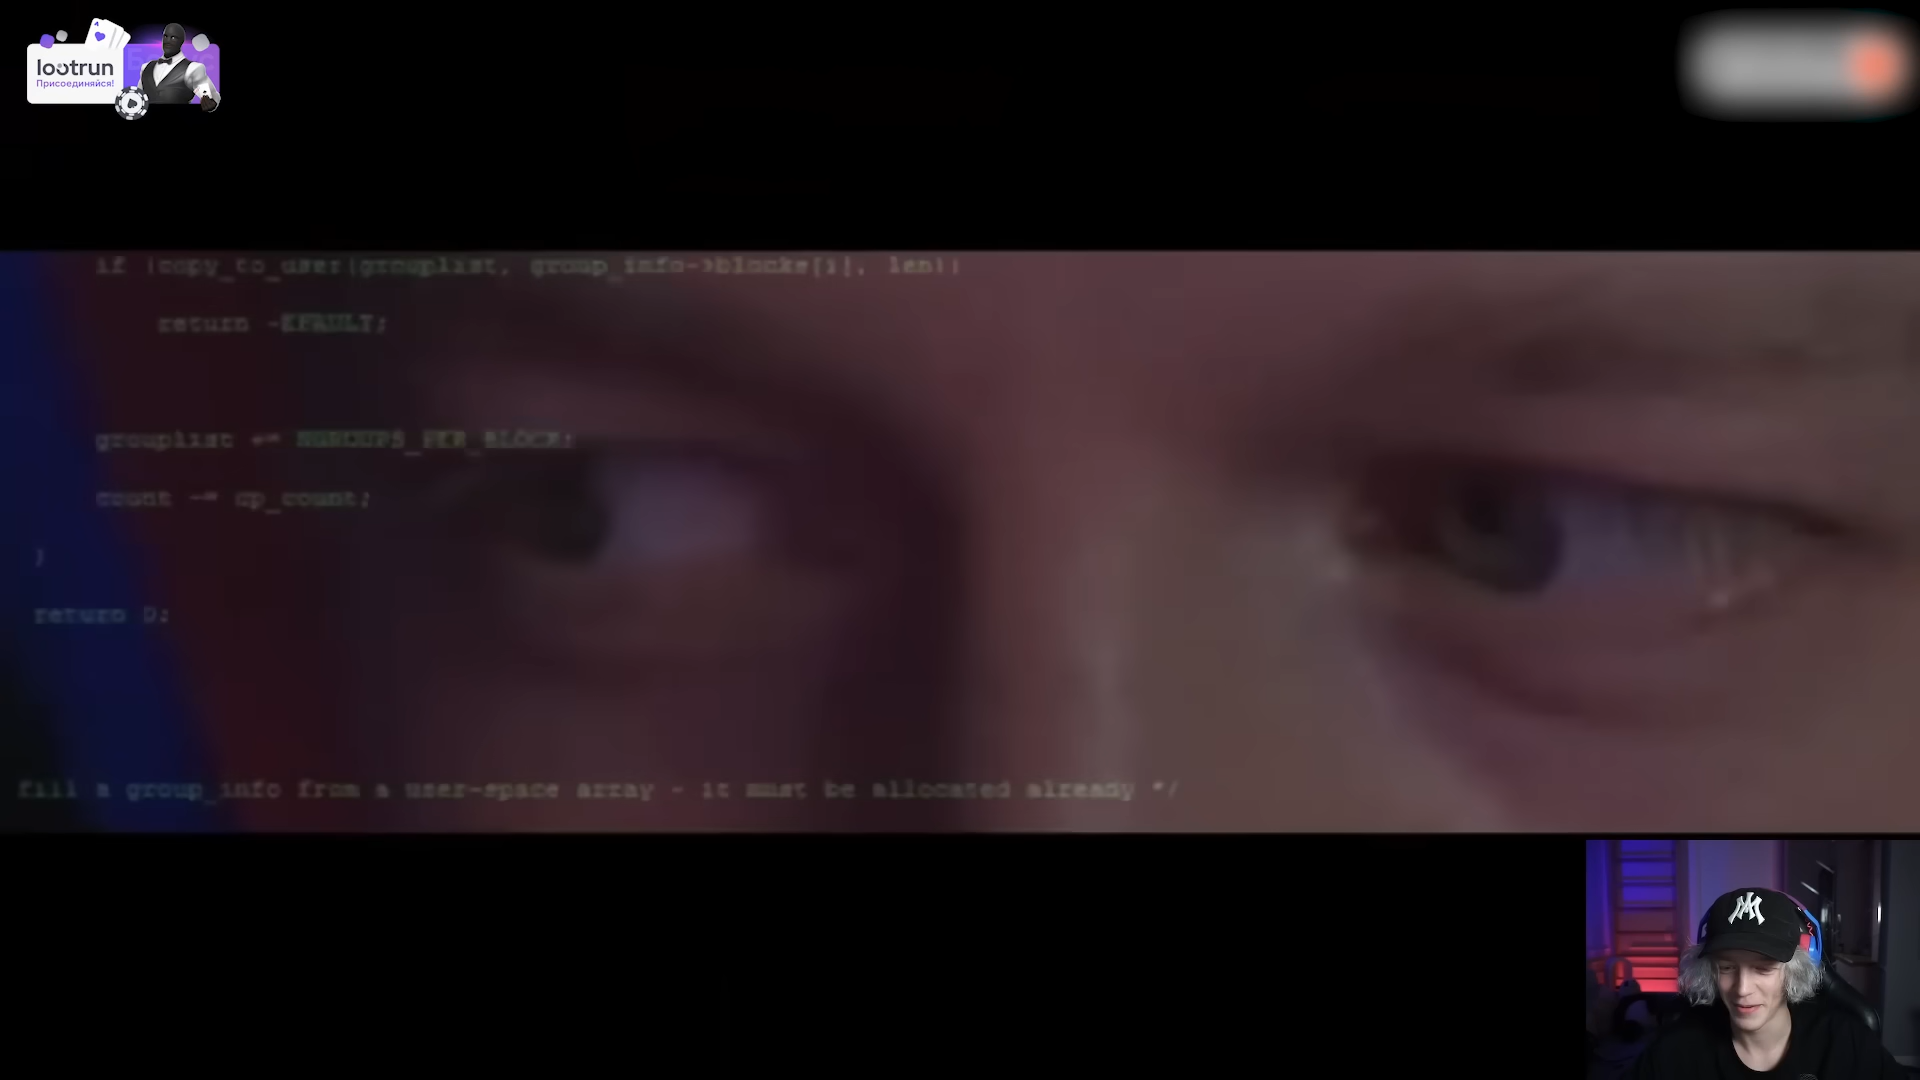 lootrun
Присоединяйся!
if (copy_to_user(grouplist, group_info->blocks[i], len))
return -EFAULT;
grouplist += NGROUPS_PER_BLOCK;
count -= cp_count;
}
return 0;
fill a group_info from a user-space array - it must be allocated already */